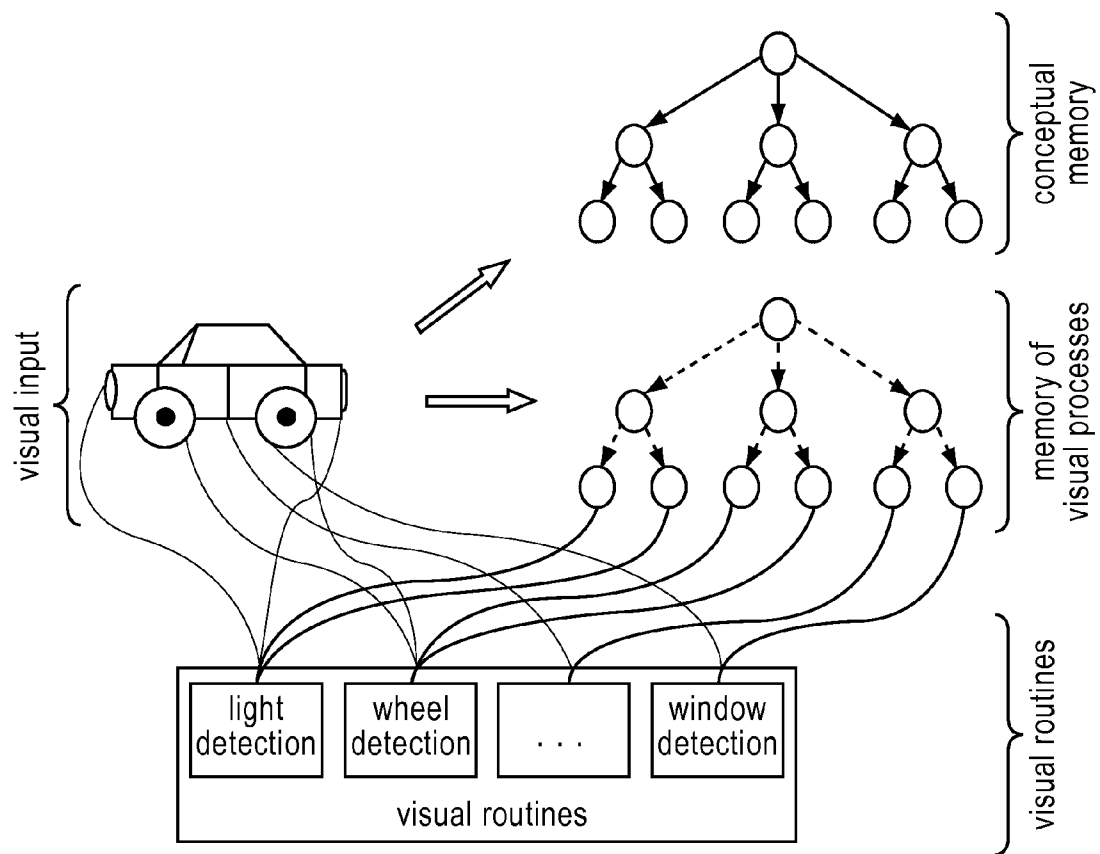 conceptual
memory
visual input
memory of
visual processes
light
detection
wheel
detection
. . .
window
detection
visual routines
visual routines